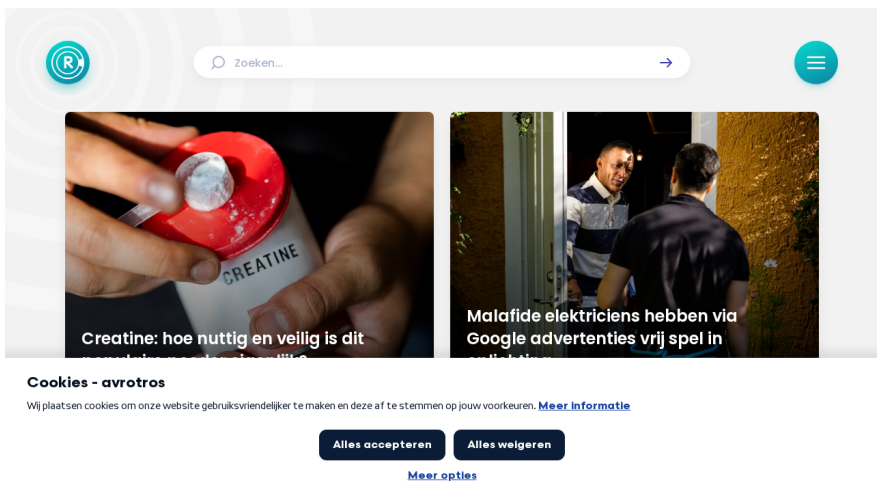 R
Zoeken...
CREATINE
Creatine: hoe nuttig en veilig is dit
Malafide elektriciens hebben via
Google advertenties vrij spel in
Cookies - avrotros
Wij plaatsen cookies om onze website gebruiksvriendelijker te maken en deze af te stemmen op jouw voorkeuren. Meer informatie
Alles accepteren
Alles weigeren
Meer opties